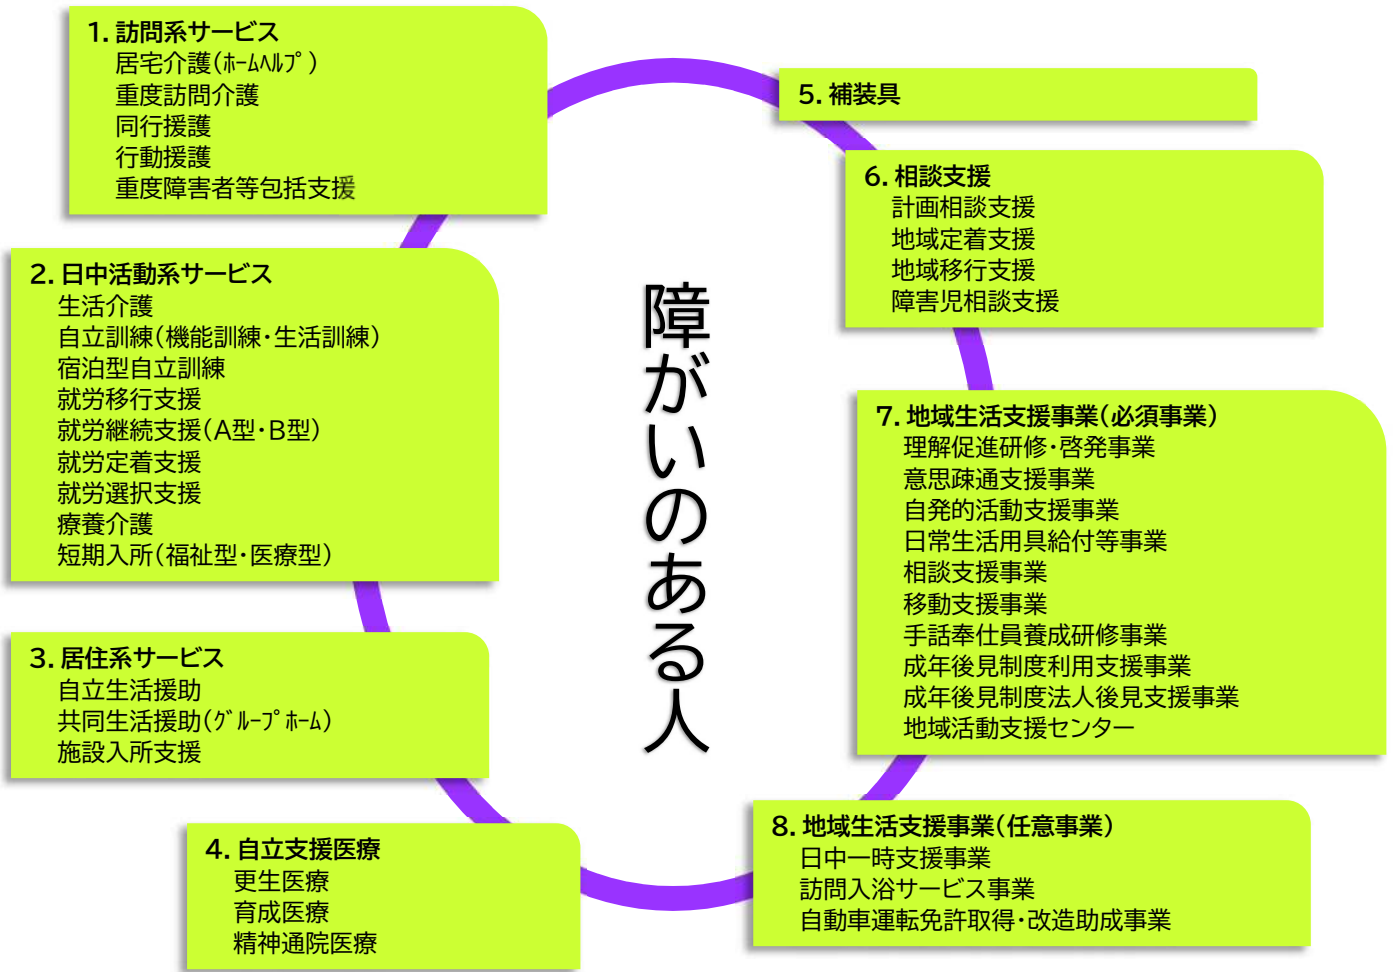 1. 訪問系サービス
居宅介護(ﾎｰﾑﾍﾙﾌﾟ)
重度訪問介護
同行援護
行動援護
重度障害者等包括支援
2. 日中活動系サービス
生活介護
自立訓練(機能訓練・生活訓練)
宿泊型自立訓練
就労移行支援
就労継続支援(A型・B型)
就労定着支援
就労選択支援
療養介護
短期入所(福祉型・医療型)
3. 居住系サービス
自立生活援助
共同生活援助(ｸﾞﾙｰﾌﾟﾎｰﾑ)
施設入所支援
4. 自立支援医療
更生医療
育成医療
精神通院医療
障がいのある人
5. 補装具
6. 相談支援
計画相談支援
地域定着支援
地域移行支援
障害児相談支援
7. 地域生活支援事業(必須事業)
理解促進研修・啓発事業
意思疎通支援事業
自発的活動支援事業
日常生活用具給付等事業
相談支援事業
移動支援事業
手話奉仕員養成研修事業
成年後見制度利用支援事業
成年後見制度法人後見支援事業
地域活動支援センター
8. 地域生活支援事業(任意事業)
日中一時支援事業
訪問入浴サービス事業
自動車運転免許取得・改造助成事業